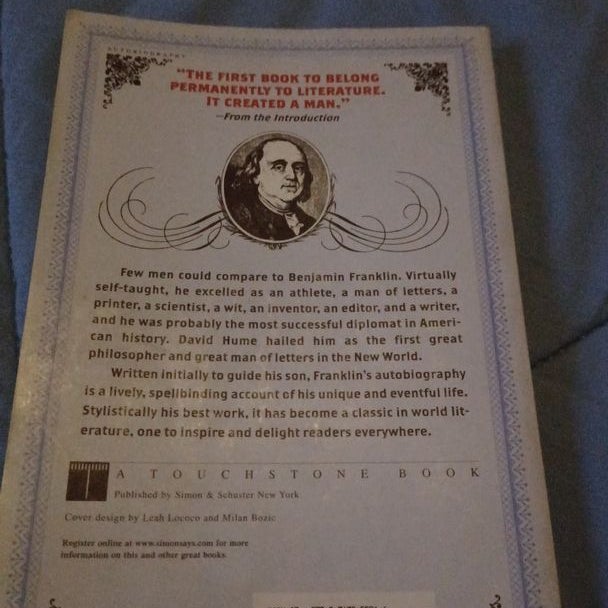 AUTOBIOGRAPHY
"THE FIRST BOOK TO BELONG
PERMANENTLY TO LITERATURE.
IT CREATED A MAN."
—From the Introduction
Few men could compare to Benjamin Franklin. Virtually
self-taught, he excelled as an athlete, a man of letters, a
printer, a scientist, a wit, an inventor, an editor, and a writer,
and he was probably the most successful diplomat in Ameri-
can history. David Hume hailed him as the first great
philosopher and great man of letters in the New World.
Written initially to guide his son, Franklin's autobiography
is a lively, spellbinding account of his unique and eventful life.
Stylistically his best work, it has become a classic in world lit-
erature, one to inspire and delight readers everywhere.
A TOUCHSTONE BOOK
Published by Simon & Schuster New York
Cover design by Leah Lococo and Milan Bozic
Register online at www.simonsays.com for more
information on this and other great books.